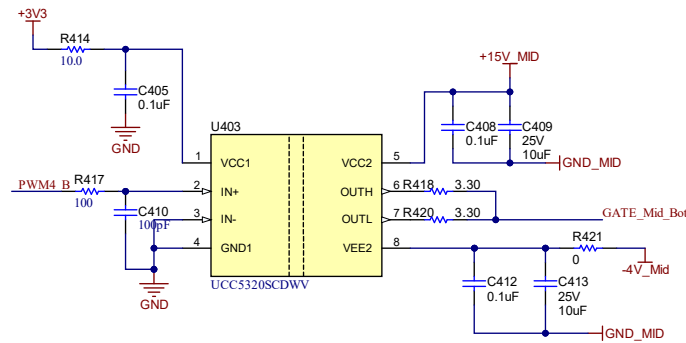 +3V3
R414
10.0
C405
0.1uF
GND
U403
1 VCC1
PWM4_B
R417
100
2 IN+
C410
100pF
3 IN-
4 GND1
GND
UCC5320SCDWV
+15V_MID
C408
0.1uF
C409
25V
10uF
GND_MID
VCC2 5
OUTH 6 R418 3.30
OUTL 7 R420 3.30
GATE_Mid_Bot
VEE2 8
R421
0
-4V_Mid
C412
0.1uF
C413
25V
10uF
GND_MID